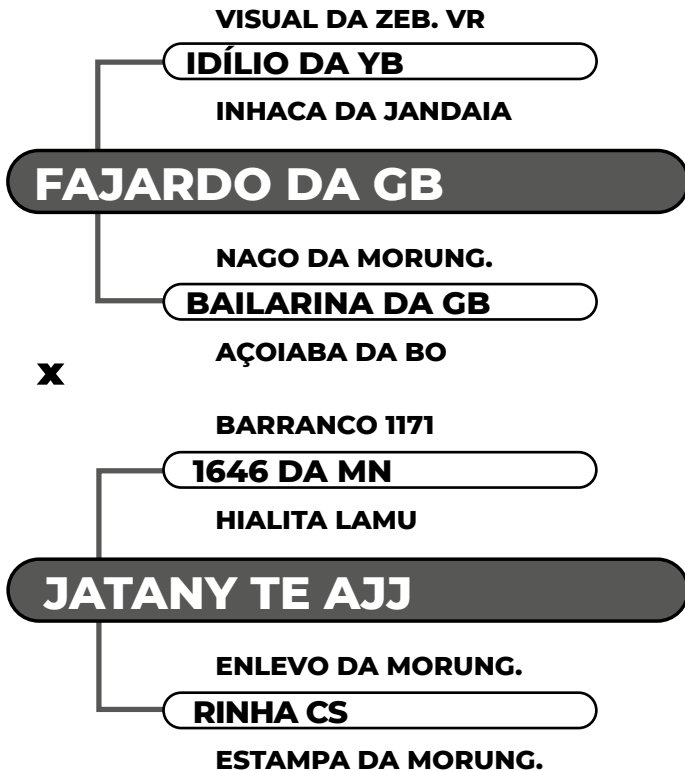 VISUAL DA ZEB. VR
IDÍLIO DA YB
INHACA DA JANDAIA
FAJARDO DA GB
NAGO DA MORUNG.
BAILARINA DA GB
AÇOIABA DA BO
x
BARRANCO 1171
1646 DA MN
HIALITA LAMU
JATANY TE AJJ
ENLEVO DA MORUNG.
RINHA CS
ESTAMPA DA MORUNG.